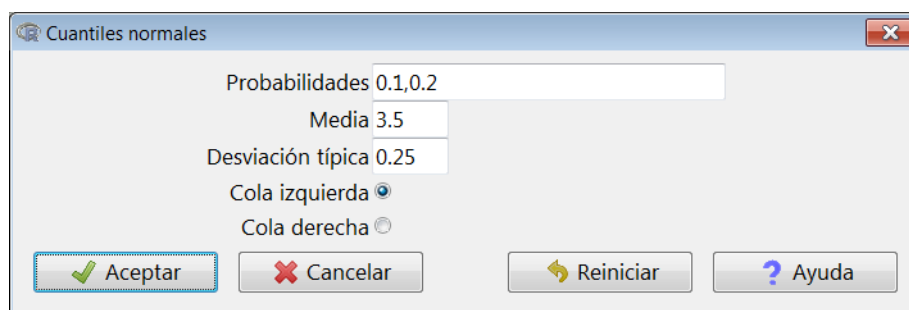 Cuantiles normales
Probabilidades 0.1,0.2
Media 3.5
Desviación típica 0.25
Cola izquierda
Cola derecha
Aceptar Cancelar Reiniciar ? Ayuda